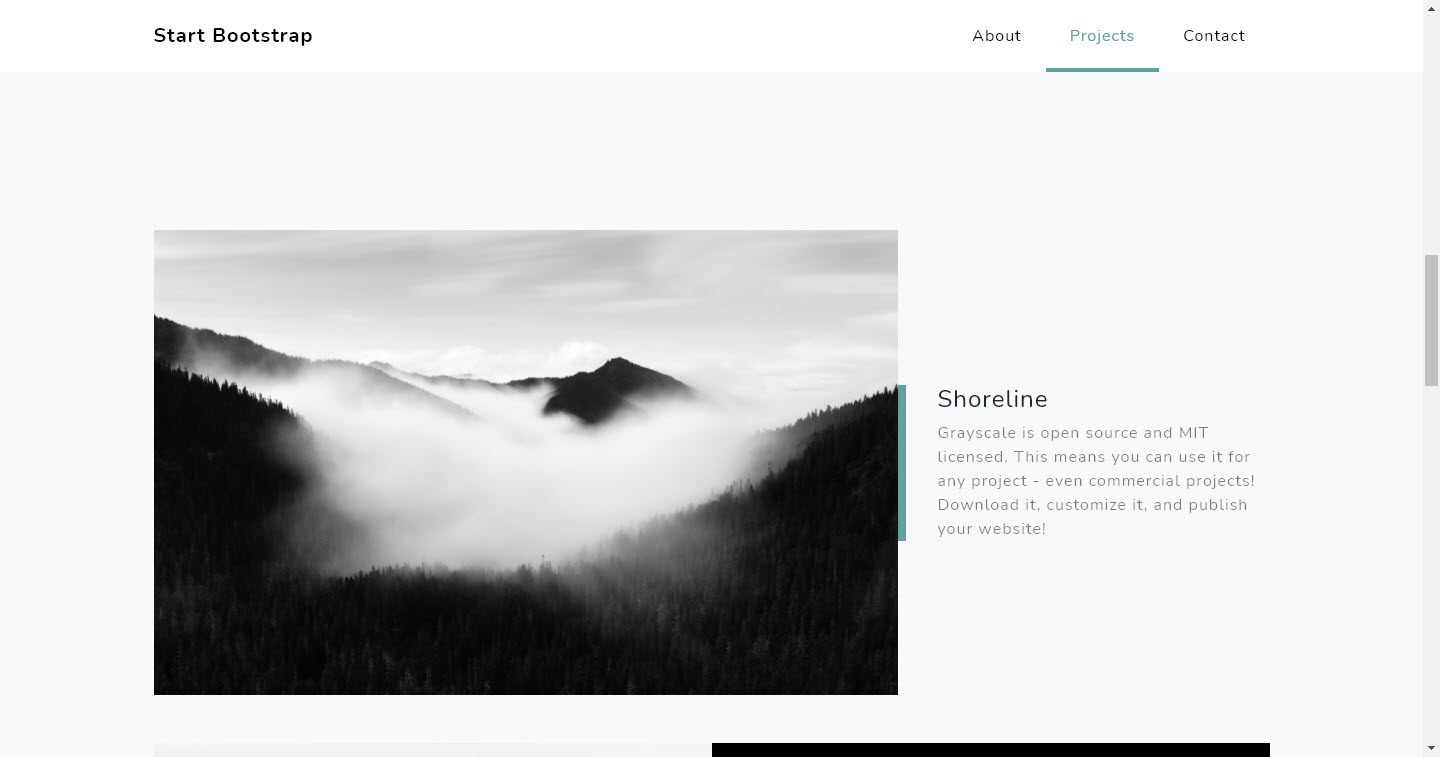 Start Bootstrap
About Projects Contact
Shoreline
Grayscale is open source and MIT
licensed. This means you can use it for
any project - even commercial projects!
Download it, customize it, and publish
your website!